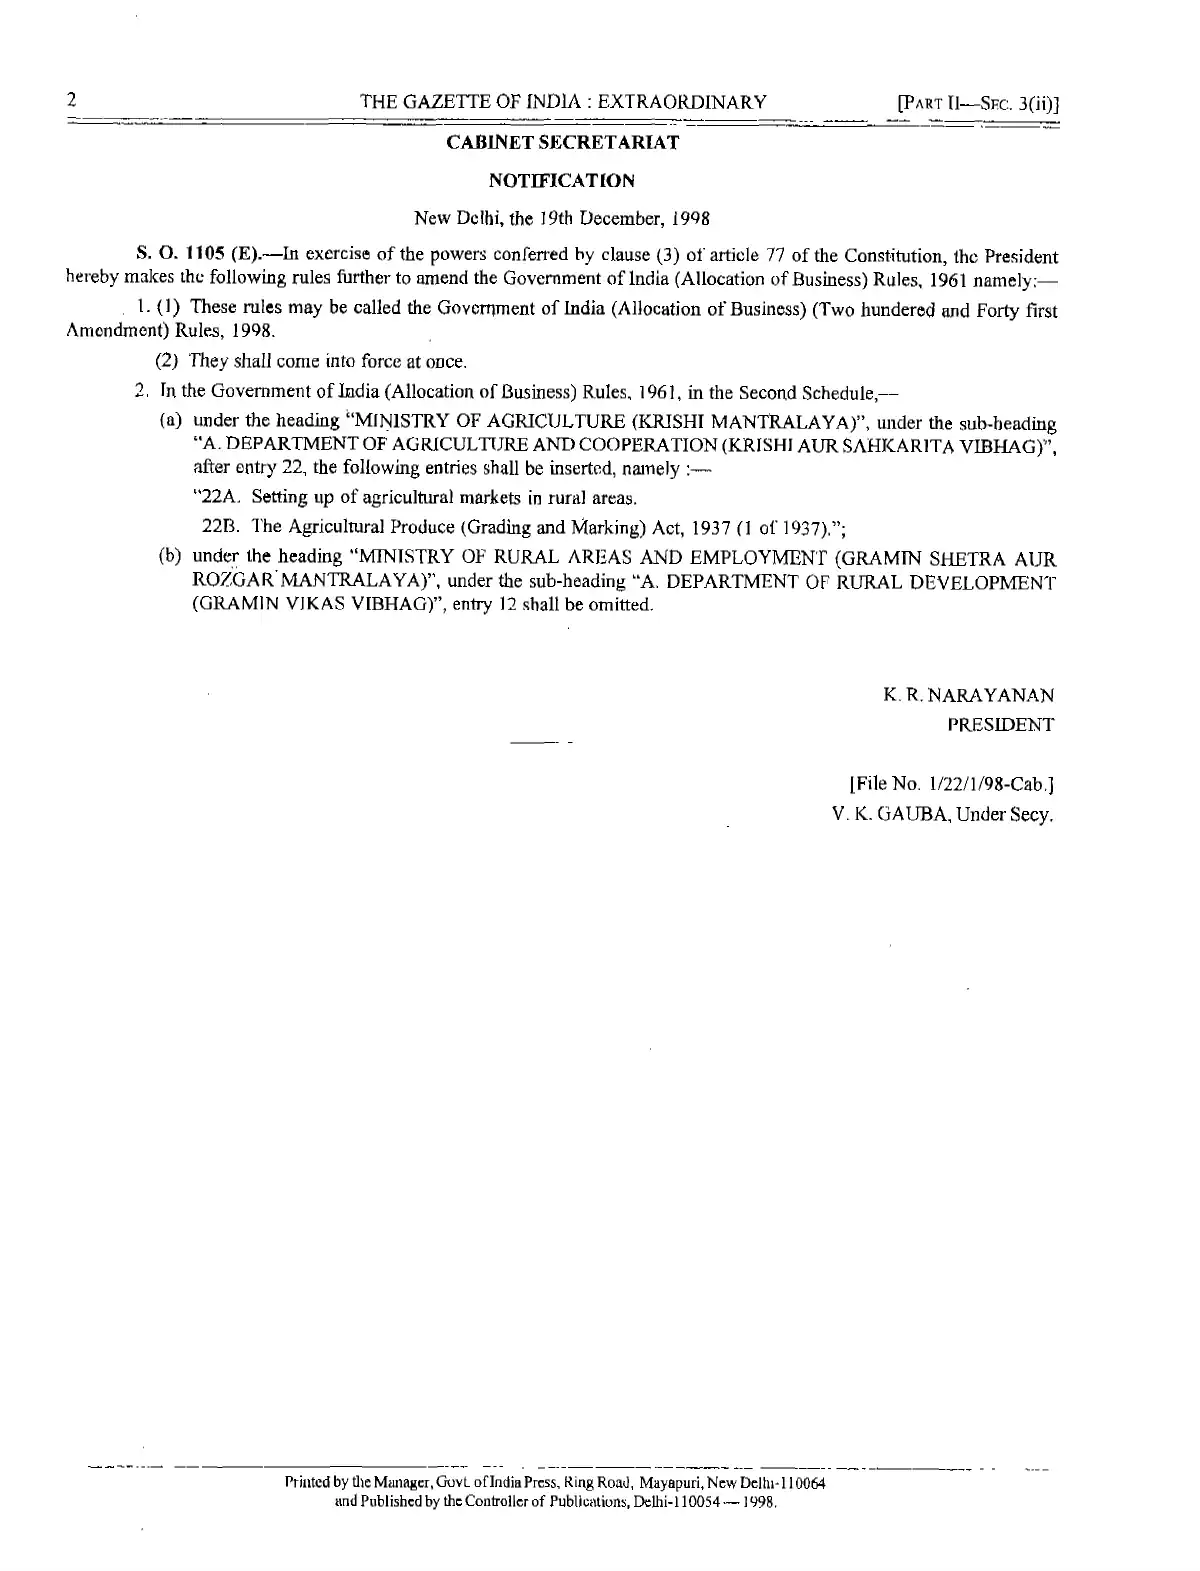 2 THE GAZETTE OF INDIA : EXTRAORDINARY [PART II—SEC. 3(ii)]
CABINET SECRETARIAT
NOTIFICATION
New Delhi, the 19th December, 1998
S. O. 1105 (E).—In exercise of the powers conferred by clause (3) of article 77 of the Constitution, the President
hereby makes the following rules further to amend the Government of India (Allocation of Business) Rules, 1961 namely:—
1. (1) These rules may be called the Government of India (Allocation of Business) (Two hundered and Forty first
Amendment) Rules, 1998.
(2) They shall come into force at once.
2. In the Government of India (Allocation of Business) Rules, 1961, in the Second Schedule,—
(a) under the heading "MINISTRY OF AGRICULTURE (KRISHI MANTRALAYA)", under the sub-heading
"A. DEPARTMENT OF AGRICULTURE AND COOPERATION (KRISHI AUR SAHKARITA VIBHAG)",
after entry 22, the following entries shall be inserted, namely :—
"22A. Setting up of agricultural markets in rural areas.
22B. The Agricultural Produce (Grading and Marking) Act, 1937 (1 of 1937).";
(b) under the heading "MINISTRY OF RURAL AREAS AND EMPLOYMENT (GRAMIN SHETRA AUR
ROZGAR MANTRALAYA)", under the sub-heading "A. DEPARTMENT OF RURAL DEVELOPMENT
(GRAMIN VIKAS VIBHAG)", entry 12 shall be omitted.
K. R. NARAYANAN
PRESIDENT
[File No. 1/22/1/98-Cab.]
V. K. GAUBA, Under Secy.
Printed by the Manager, Govt. of India Press, Ring Road, Mayapuri, New Delhi-110064
and Published by the Controller of Publications, Delhi-110054 — 1998.